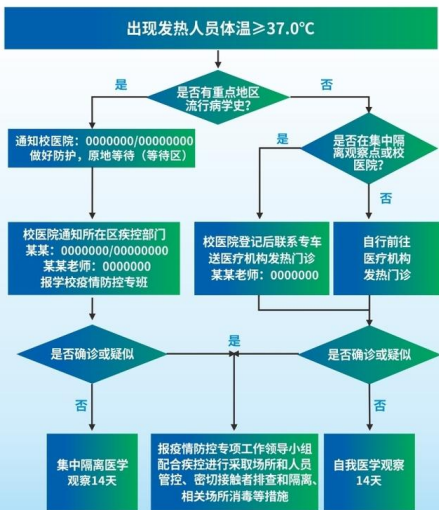 出现发热人员体温≥37.0℃
是
否
是否有重点地区
流行病学史?
通知校医院:0000000/00000000
做好防护,原地等待(等待区)
是
是否在集中隔
离观察点或校
医院?
否
校医院通知所在区疾控部门
某某:0000000/00000000
某某老师:0000000
报学校疫情防控专班
校医院登记后联系专车
送医疗机构发热门诊
某某老师:0000000
自行前往
医疗机构
发热门诊
是否确诊或疑似
是
是否确诊或疑似
否
否
集中隔离医学
观察14天
报疫情防控专项工作领导小组
配合疾控进行采取场所和人员
管控、密切接触者排查和隔离、
相关场所消毒等措施
自我医学观察
14天